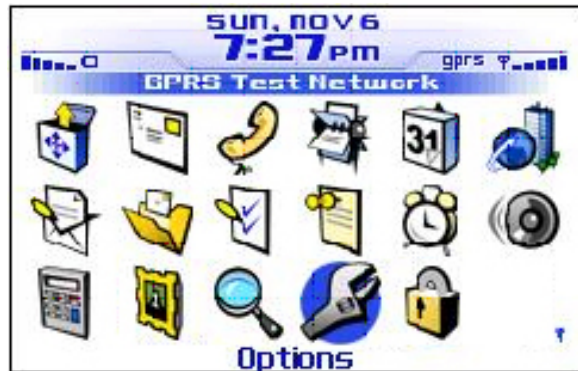 Sun, Nov 6
7:27pm
gprs
GPRS Test Network
31
Options